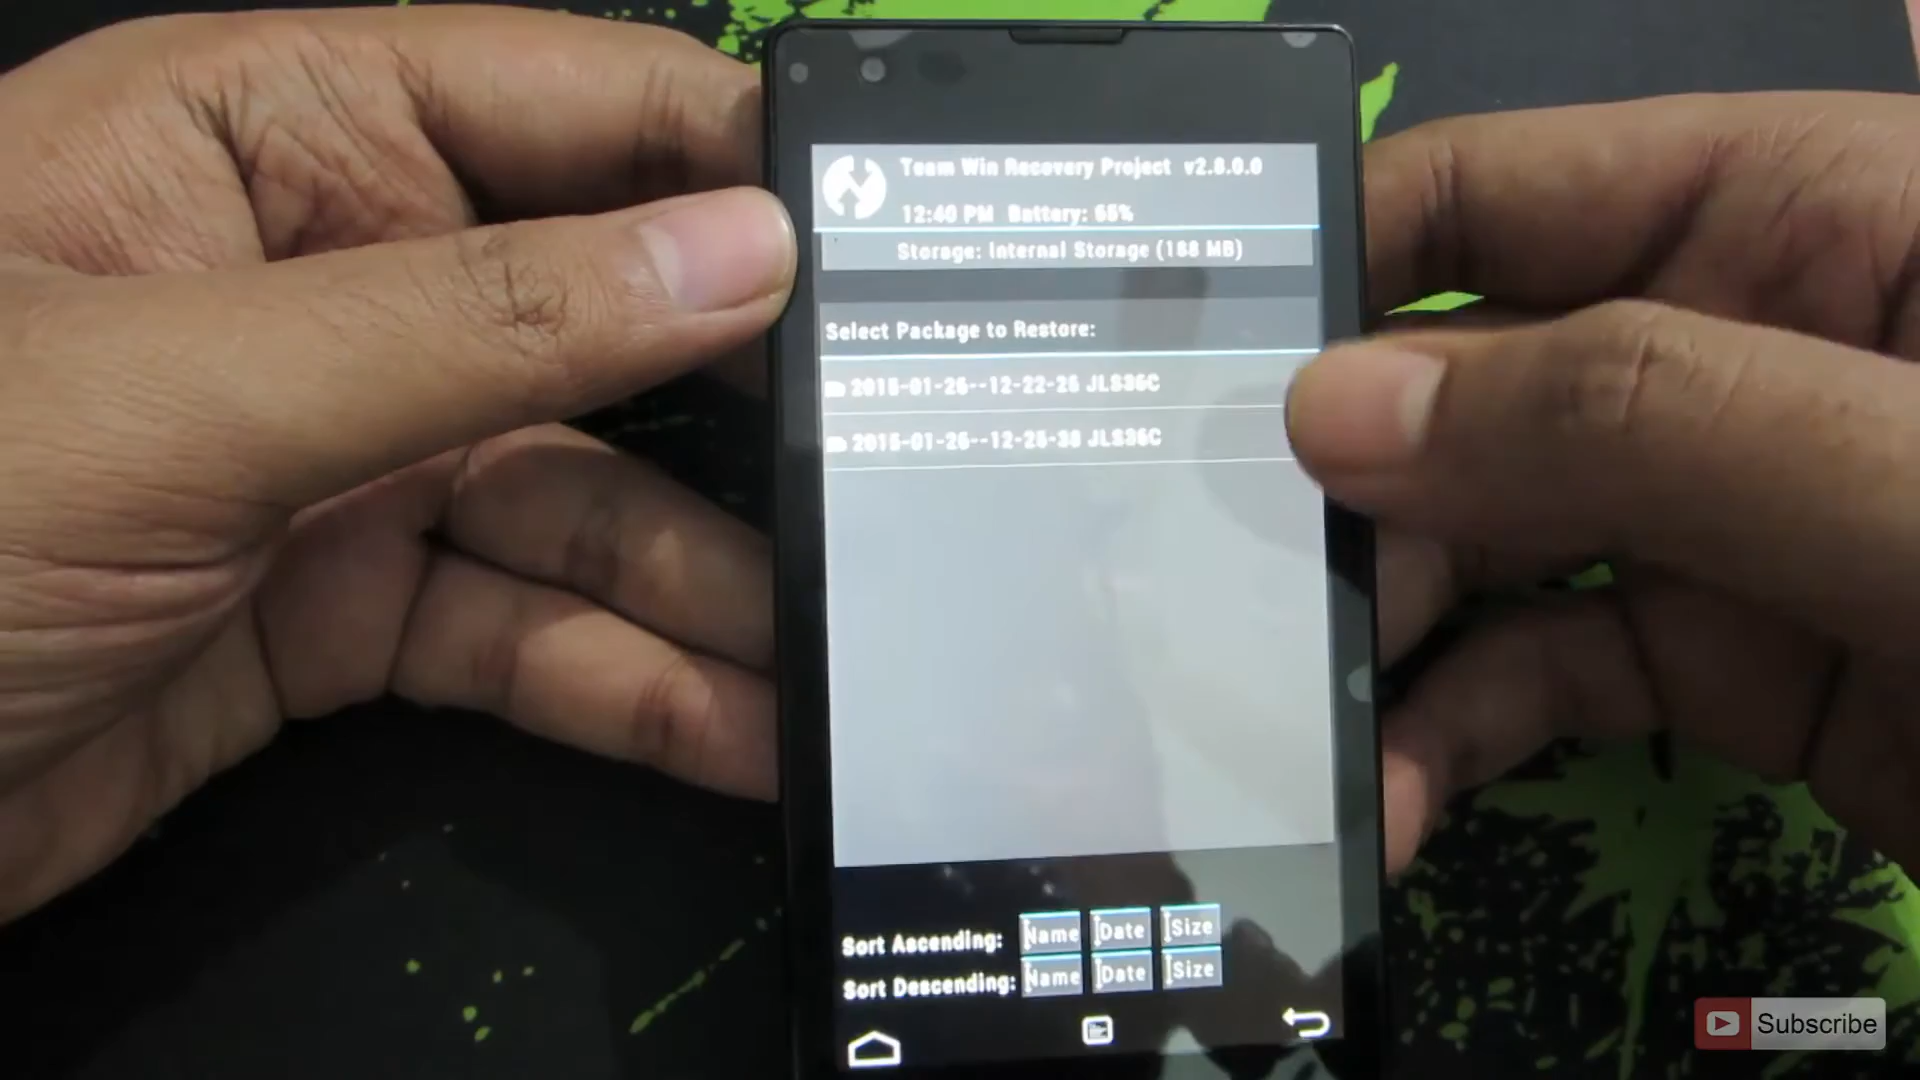 Team Win Recovery Project v2.8.0.0
12:40 PM Battery: 65%
Storage: Internal Storage (188 MB)
Select Package to Restore:
2015-01-26--12-22-25 JLS36C
2015-01-26--12-25-38 JLS36C
Sort Ascending: Name Date Size
Sort Descending: Name Date Size
Subscribe